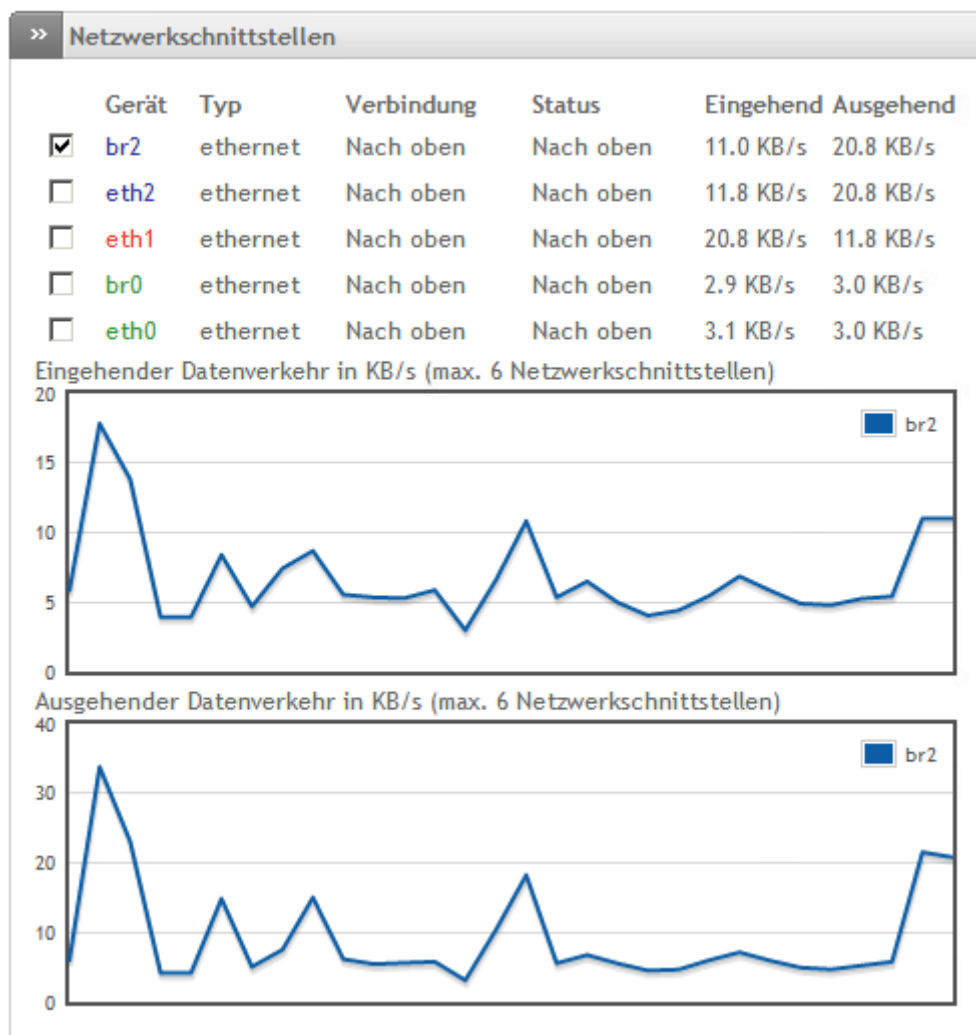 » Netzwerkschnittstellen
Gerät Typ Verbindung Status Eingehend Ausgehend
br2 ethernet Nach oben Nach oben 11.0 KB/s 20.8 KB/s
eth2 ethernet Nach oben Nach oben 11.8 KB/s 20.8 KB/s
eth1 ethernet Nach oben Nach oben 20.8 KB/s 11.8 KB/s
br0 ethernet Nach oben Nach oben 2.9 KB/s 3.0 KB/s
eth0 ethernet Nach oben Nach oben 3.1 KB/s 3.0 KB/s
Eingehender Datenverkehr in KB/s (max. 6 Netzwerkschnittstellen)
20
br2
15
10
5
0
Ausgehender Datenverkehr in KB/s (max. 6 Netzwerkschnittstellen)
40
br2
30
20
10
0